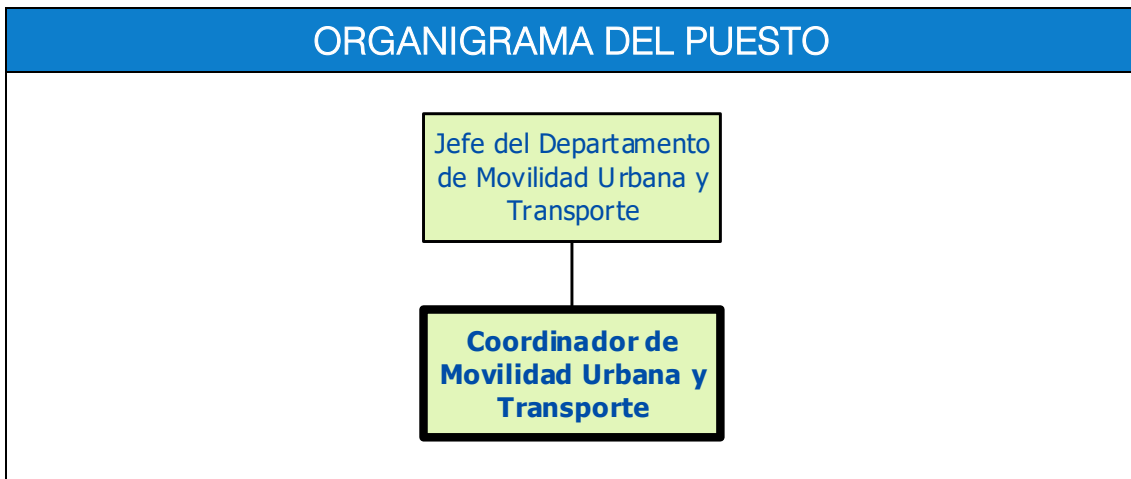 ORGANIGRAMA DEL PUESTO
Jefe del Departamento
de Movilidad Urbana y
Transporte
Coordinador de
Movilidad Urbana y
Transporte